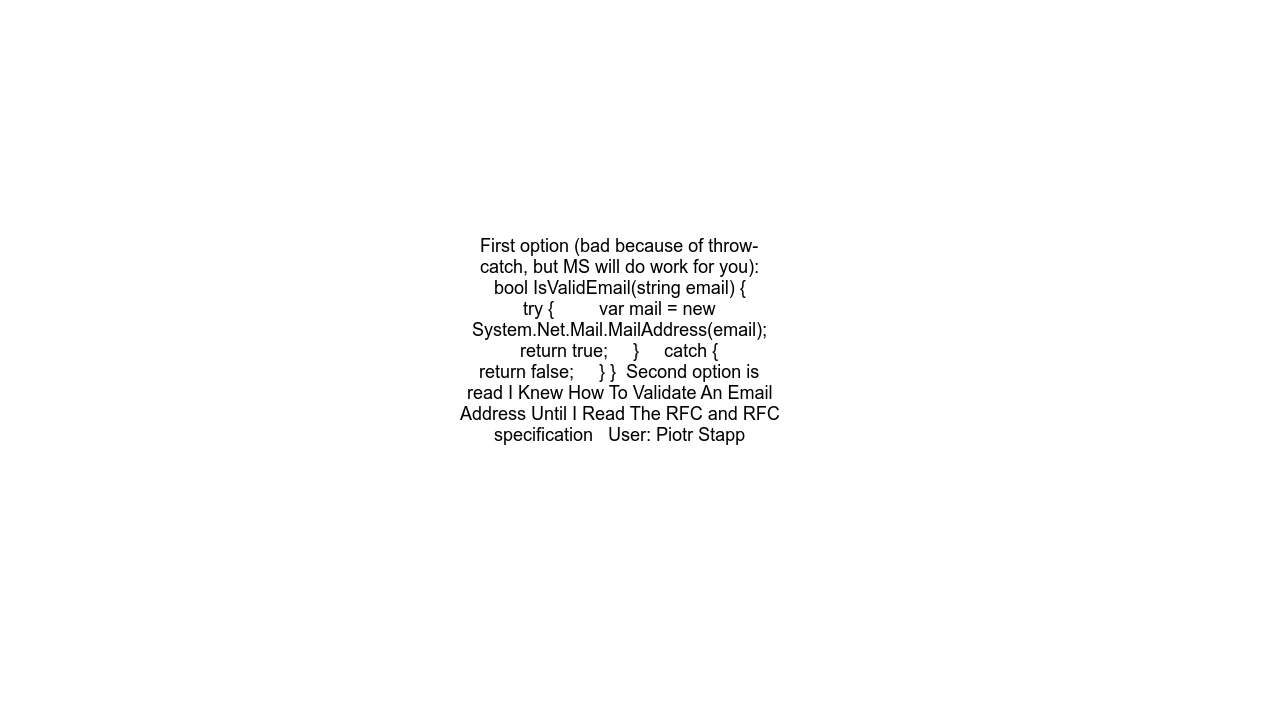 First option (bad because of throw-
catch, but MS will do work for you):
bool IsValidEmail(string email) {
try {         var mail = new
System.Net.Mail.MailAddress(email);
return true;     }     catch {
return false;     } }  Second option is
read I Knew How To Validate An Email
Address Until I Read The RFC and RFC
specification   User: Piotr Stapp